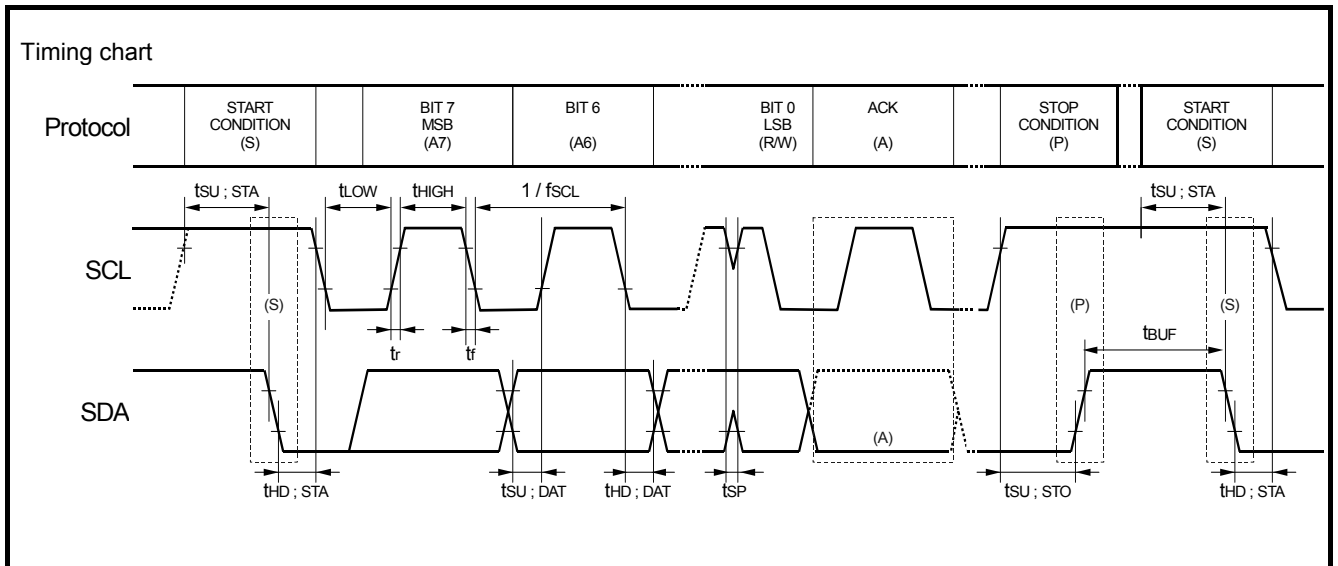 Timing chart
Protocol
START
CONDITION
(S)
BIT 7
MSB
(A7)
BIT 6
(A6)
BIT 0
LSB
(R/W)
ACK
(A)
STOP
CONDITION
(P)
START
CONDITION
(S)
tSU ; STA
tLOW
tHIGH
1 / fSCL
tSU ; STA
SCL
(S)
(P)
(S)
tr
tf
tBUF
SDA
(A)
tHD ; STA
tSU ; DAT
tHD ; DAT
tSP
tSU ; STO
tHD ; STA